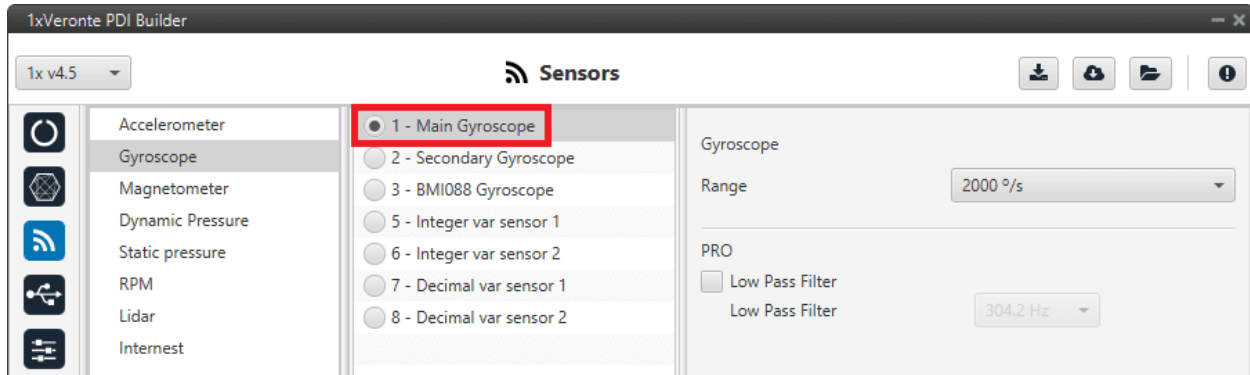 1xVeronte PDI Builder
1x v4.5
Sensors
Accelerometer
Gyroscope
Magnetometer
Dynamic Pressure
Static pressure
RPM
Lidar
Internest
1 - Main Gyroscope
2 - Secondary Gyroscope
3 - BMI088 Gyroscope
5 - Integer var sensor 1
6 - Integer var sensor 2
7 - Decimal var sensor 1
8 - Decimal var sensor 2
Gyroscope
Range 2000 º/s
PRO
Low Pass Filter
Low Pass Filter 304.2 Hz